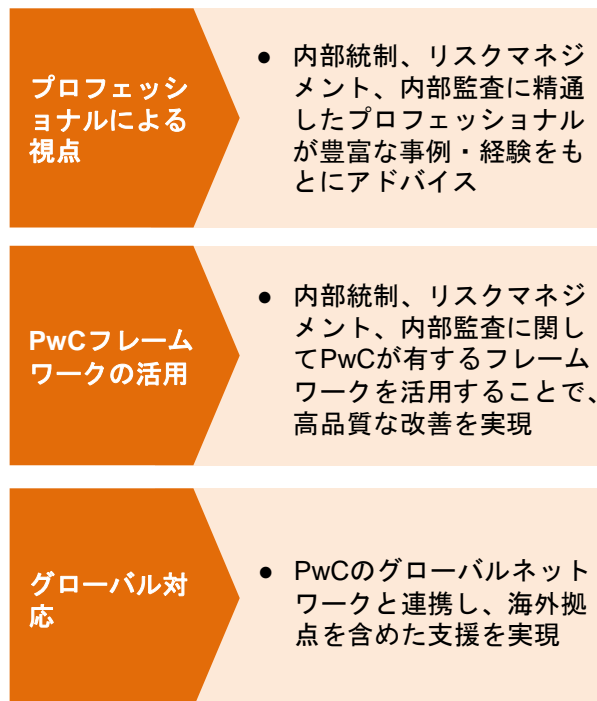 プロフェッシ
ョナルによる
視点
● 内部統制、リスクマネジ
メント、内部監査に精通
したプロフェッショナル
が豊富な事例・経験をも
とにアドバイス
PwCフレーム
ワークの活用
● 内部統制、リスクマネジ
メント、内部監査に関し
てPwCが有するフレーム
ワークを活用することで、
高品質な改善を実現
グローバル対
応
● PwCのグローバルネット
ワークと連携し、海外拠
点を含めた支援を実現